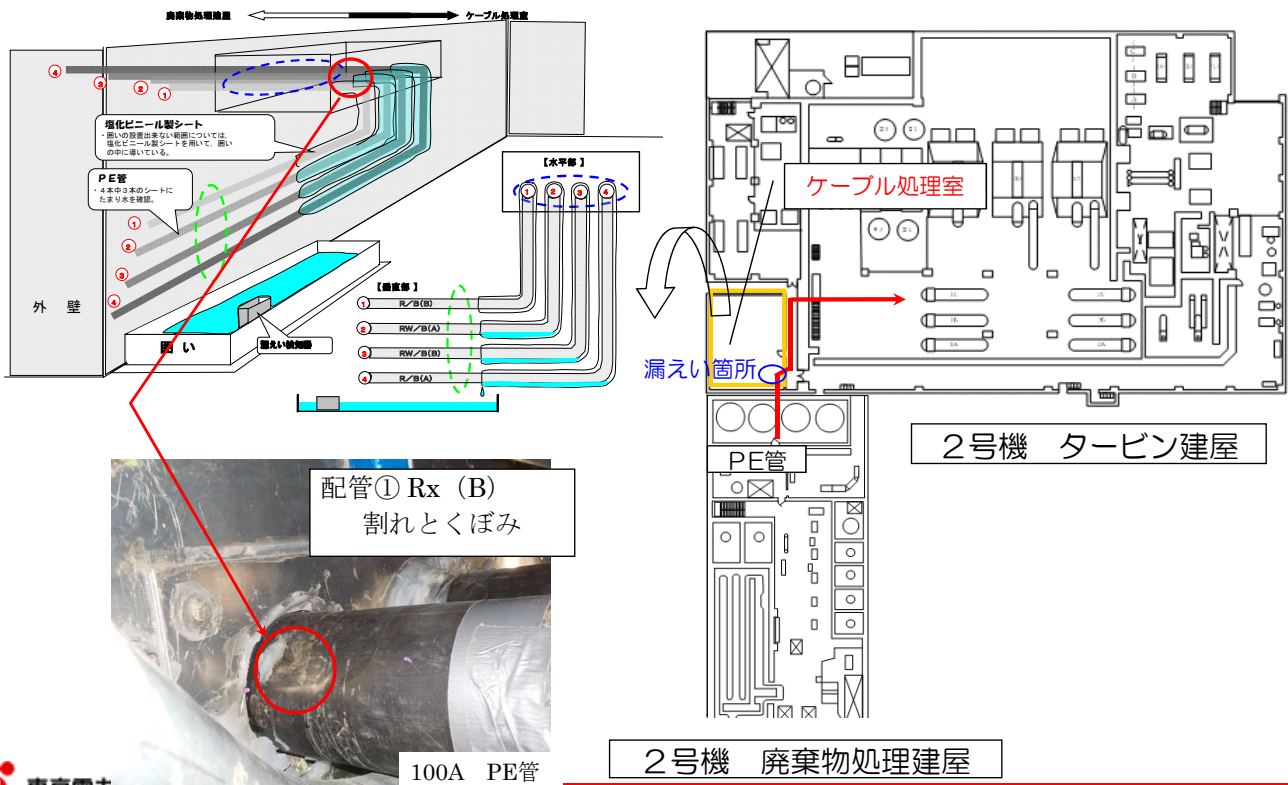 廃棄物処理建屋
ケーブル処理室
④
③
②
①
塩化ビニール製シート
・囲いの設置出来ない範囲については、
塩化ビニール製シートを用いて、囲い
の中に導いている。
PE管
・4本中3本のシートに
たまり水を確認。
①
②
③
④
外 壁
囲 い
漏えい検知器
【水平部】
① ② ③ ④
【垂直部】
① R/B(B)
② RW/B(A)
③ RW/B(B)
④ R/B(A)
配管① Rx (B)
割れとくぼみ
100A PE管
ケーブル処理室
漏えい箇所
PE管
2号機 タービン建屋
2号機 廃棄物処理建屋
東京電力